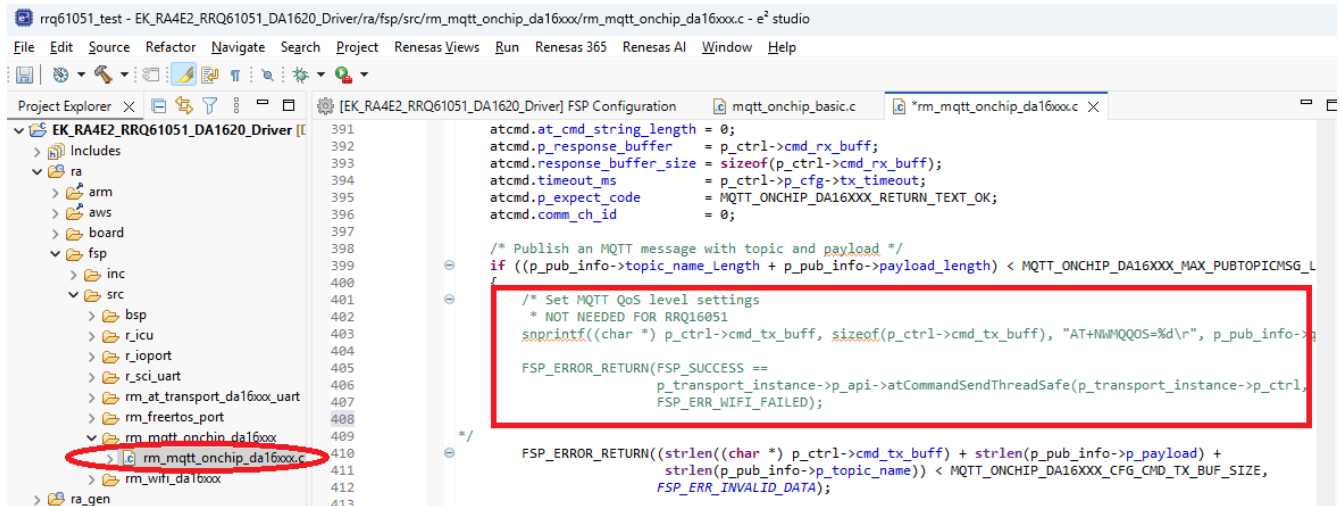 rrq61051_test - EK_RA4E2_RRQ61051_DA1620_Driver/ra/fsp/src/rm_mqtt_onchip_da16xxx/rm_mqtt_onchip_da16xxx.c - e² studio
File Edit Source Refactor Navigate Search Project Renesas Views Run Renesas 365 Renesas AI Window Help
Project Explorer
[EK_RA4E2_RRQ61051_DA1620_Driver] FSP Configuration
mqtt_onchip_basic.c
*rm_mqtt_onchip_da16xxx.c
EK_RA4E2_RRQ61051_DA1620_Driver [
Includes
ra
arm
aws
board
fsp
inc
src
bsp
r_icu
r_ioport
r_sci_uart
rm_at_transport_da16xxx_uart
rm_freertos_port
rm_mqtt_onchip_da16xxx
rm_mqtt_onchip_da16xxx.c
rm_wifi_da16xxx
ra_gen
391 atcmd.at_cmd_string_length = 0;
392 atcmd.p_response_buffer = p_ctrl->cmd_rx_buff;
393 atcmd.response_buffer_size = sizeof(p_ctrl->cmd_rx_buff);
394 atcmd.timeout_ms = p_ctrl->p_cfg->tx_timeout;
395 atcmd.p_expect_code = MQTT_ONCHIP_DA16XXX_RETURN_TEXT_OK;
396 atcmd.comm_ch_id = 0;
397
398 /* Publish an MQTT message with topic and payload */
399 if ((p_pub_info->topic_name_Length + p_pub_info->payload_length) < MQTT_ONCHIP_DA16XXX_MAX_PUBTOPICMSG_L
400 {
401 /* Set MQTT QoS level settings
402 * NOT NEEDED FOR RRQ16051
403 snprintf((char *) p_ctrl->cmd_tx_buff, sizeof(p_ctrl->cmd_tx_buff), "AT+NWMQQOS=%d\r", p_pub_info->q
404
405 FSP_ERROR_RETURN(FSP_SUCCESS ==
406 p_transport_instance->p_api->atCommandSendThreadSafe(p_transport_instance->p_ctrl,
407 FSP_ERR_WIFI_FAILED);
408
409 */
410 FSP_ERROR_RETURN((strlen((char *) p_ctrl->cmd_tx_buff) + strlen(p_pub_info->p_payload) +
411 strlen(p_pub_info->p_topic_name)) < MQTT_ONCHIP_DA16XXX_CFG_CMD_TX_BUF_SIZE,
412 FSP_ERR_INVALID_DATA);
413